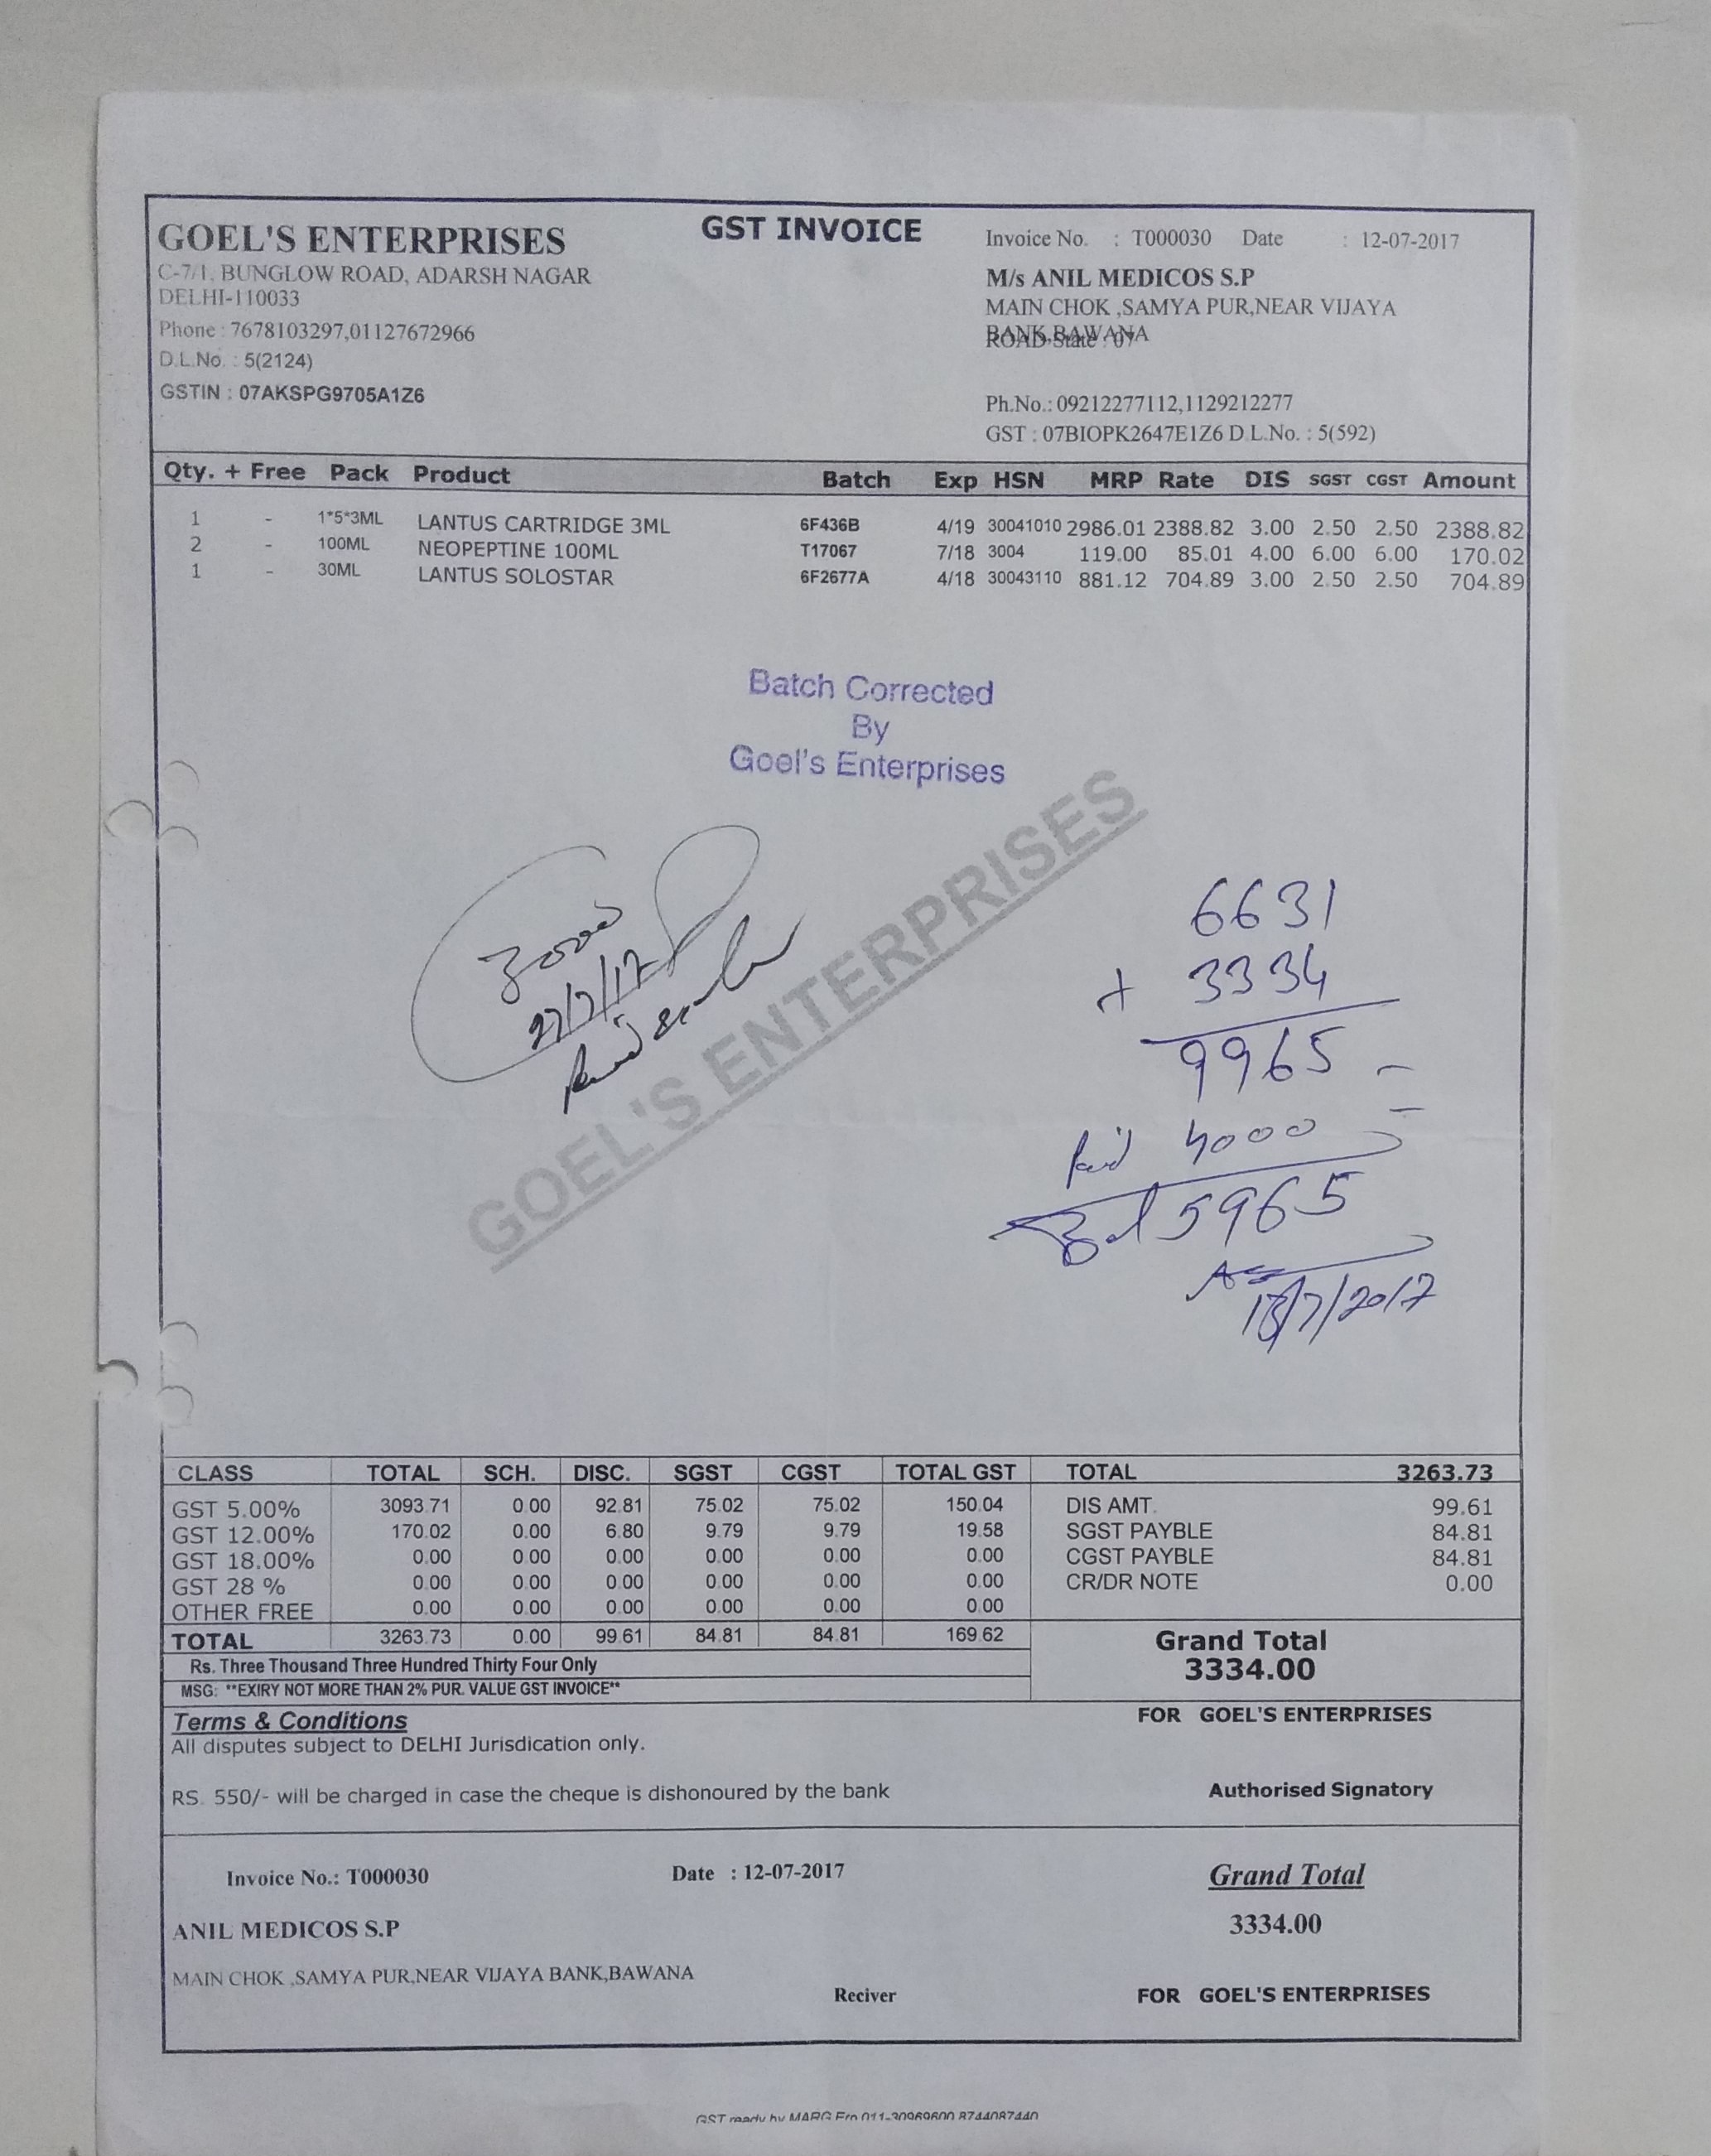 GST INVOICE
GOEL'S ENTERPRISES
C-7/1, BUNGLOW ROAD, ADARSH NAGAR
DELHI-110033
Phone : 7678103297,01127672966
D.L.No. : 5(2124)
GSTIN : 07AKSPG9705A1Z6
Invoice No. : T000030 Date : 12-07-2017
M/s ANIL MEDICOS S.P
MAIN CHOK ,SAMYA PUR,NEAR VIJAYA
BANK,BAWANA
ROAD State : 07
Ph.No.: 09212277112,1129212277
GST : 07BIOPK2647E1Z6 D.L.No. : 5(592)
Qty. + Free Pack Product Batch Exp HSN MRP Rate DIS SGST CGST Amount
1 - 1*5*3ML LANTUS CARTRIDGE 3ML 6F436B 4/19 30041010 2986.01 2388.82 3.00 2.50 2.50 2388.82
2 - 100ML NEOPEPTINE 100ML T17067 7/18 3004 119.00 85.01 4.00 6.00 6.00 170.02
1 - 30ML LANTUS SOLOSTAR 6F2677A 4/18 30043110 881.12 704.89 3.00 2.50 2.50 704.89
Batch Corrected
By
Goel's Enterprises
GOEL'S ENTERPRISES
6631
+ 3334
9965
Paid 4000
Bal 5965
18/7/2017
CLASS TOTAL SCH. DISC. SGST CGST TOTAL GST
GST 5.00% 3093.71 0.00 92.81 75.02 75.02 150.04
GST 12.00% 170.02 0.00 6.80 9.79 9.79 19.58
GST 18.00% 0.00 0.00 0.00 0.00 0.00 0.00
GST 28 % 0.00 0.00 0.00 0.00 0.00 0.00
OTHER FREE 0.00 0.00 0.00 0.00 0.00 0.00
TOTAL 3263.73 0.00 99.61 84.81 84.81 169.62
TOTAL 3263.73
DIS AMT. 99.61
SGST PAYBLE 84.81
CGST PAYBLE 84.81
CR/DR NOTE 0.00
Rs. Three Thousand Three Hundred Thirty Four Only
MSG: **EXIRY NOT MORE THAN 2% PUR. VALUE GST INVOICE**
Grand Total
3334.00
Terms & Conditions
All disputes subject to DELHI Jurisdication only.
RS. 550/- will be charged in case the cheque is dishonoured by the bank
FOR GOEL'S ENTERPRISES
Authorised Signatory
Invoice No.: T000030 Date : 12-07-2017
ANIL MEDICOS S.P
MAIN CHOK ,SAMYA PUR,NEAR VIJAYA BANK,BAWANA
Reciver
Grand Total
3334.00
FOR GOEL'S ENTERPRISES
GST ready by MARG Erp 011-30969600 8744087440